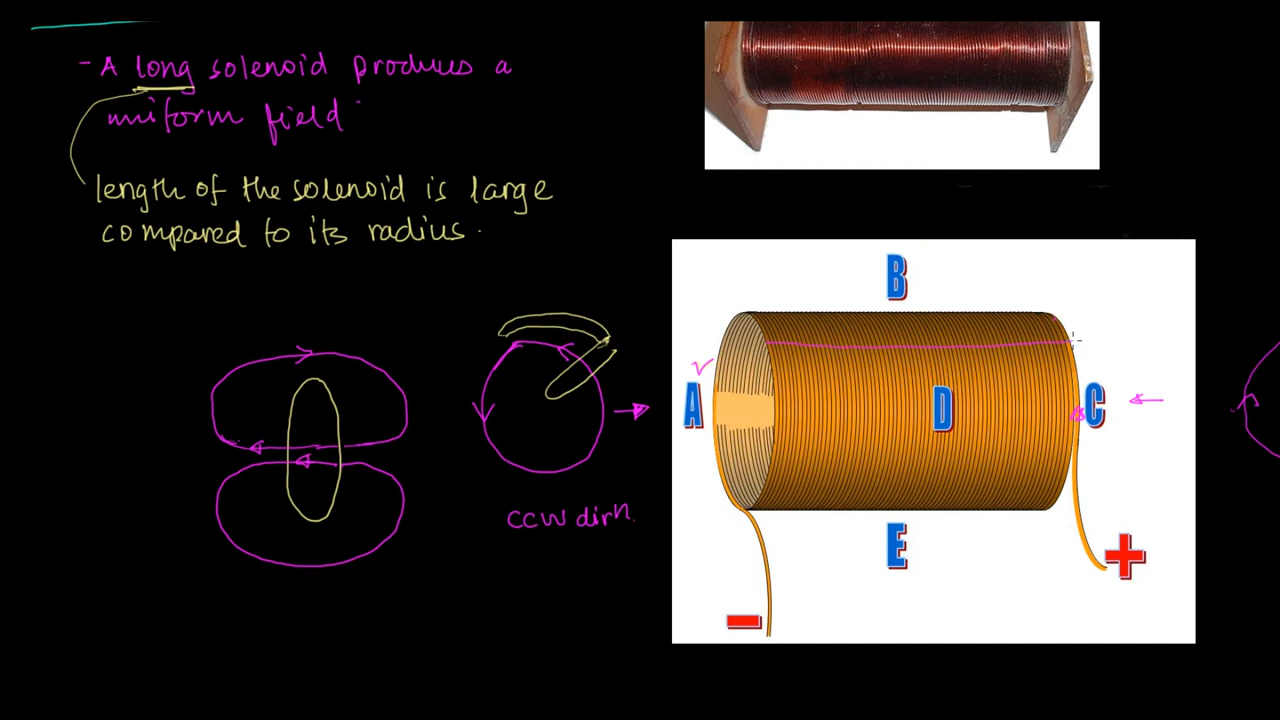 - A long solenoid produces a
uniform field
length of the solenoid is large
compared to its radius.
CCW dirn.
B
A
D
C
E
+
-